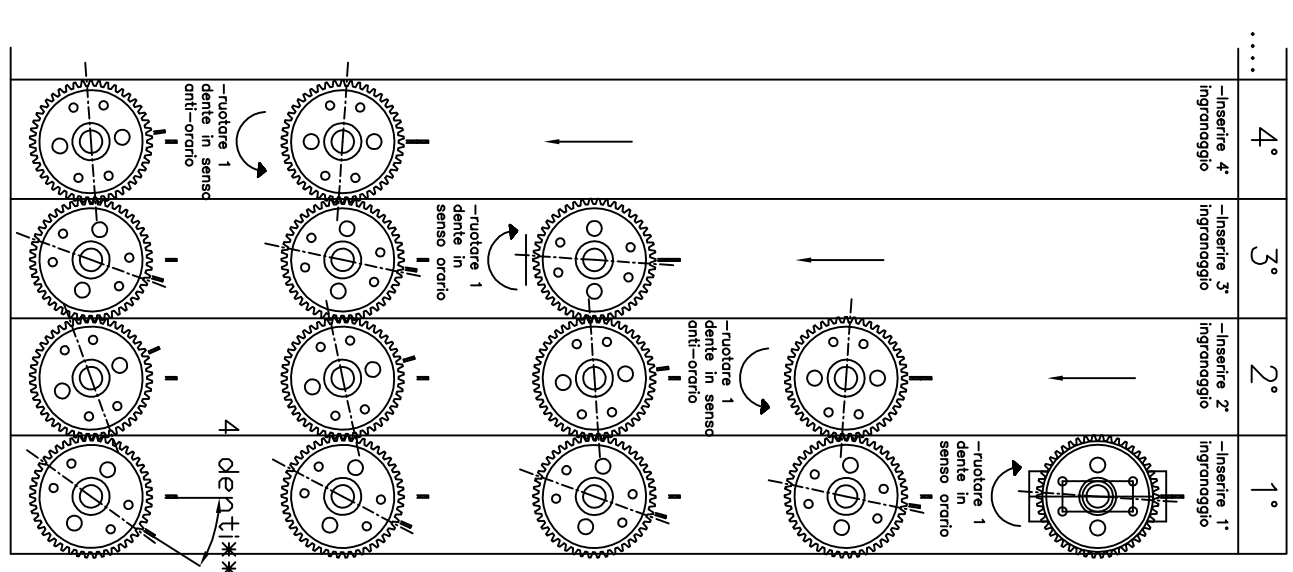 ....
4°
3°
2°
1°
-Inserire 4°
ingranaggio
-Inserire 3°
ingranaggio
-Inserire 2°
ingranaggio
-Inserire 1°
ingranaggio
-ruotare 1
dente in
senso orario
-ruotare 1
dente in senso
anti-orario
-ruotare 1
dente in
senso orario
-ruotare 1
dente in senso
anti-orario
4 denti**